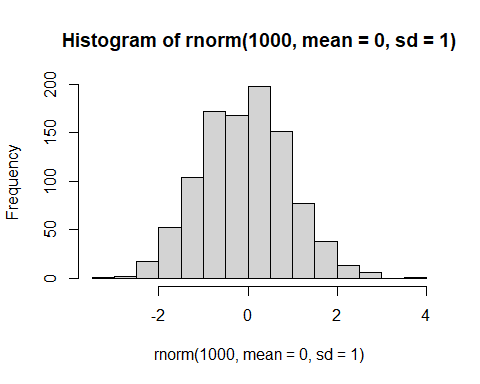 Histogram of rnorm(1000, mean = 0, sd = 1)
Frequency
200
150
100
50
0
-2 0 2 4
rnorm(1000, mean = 0, sd = 1)